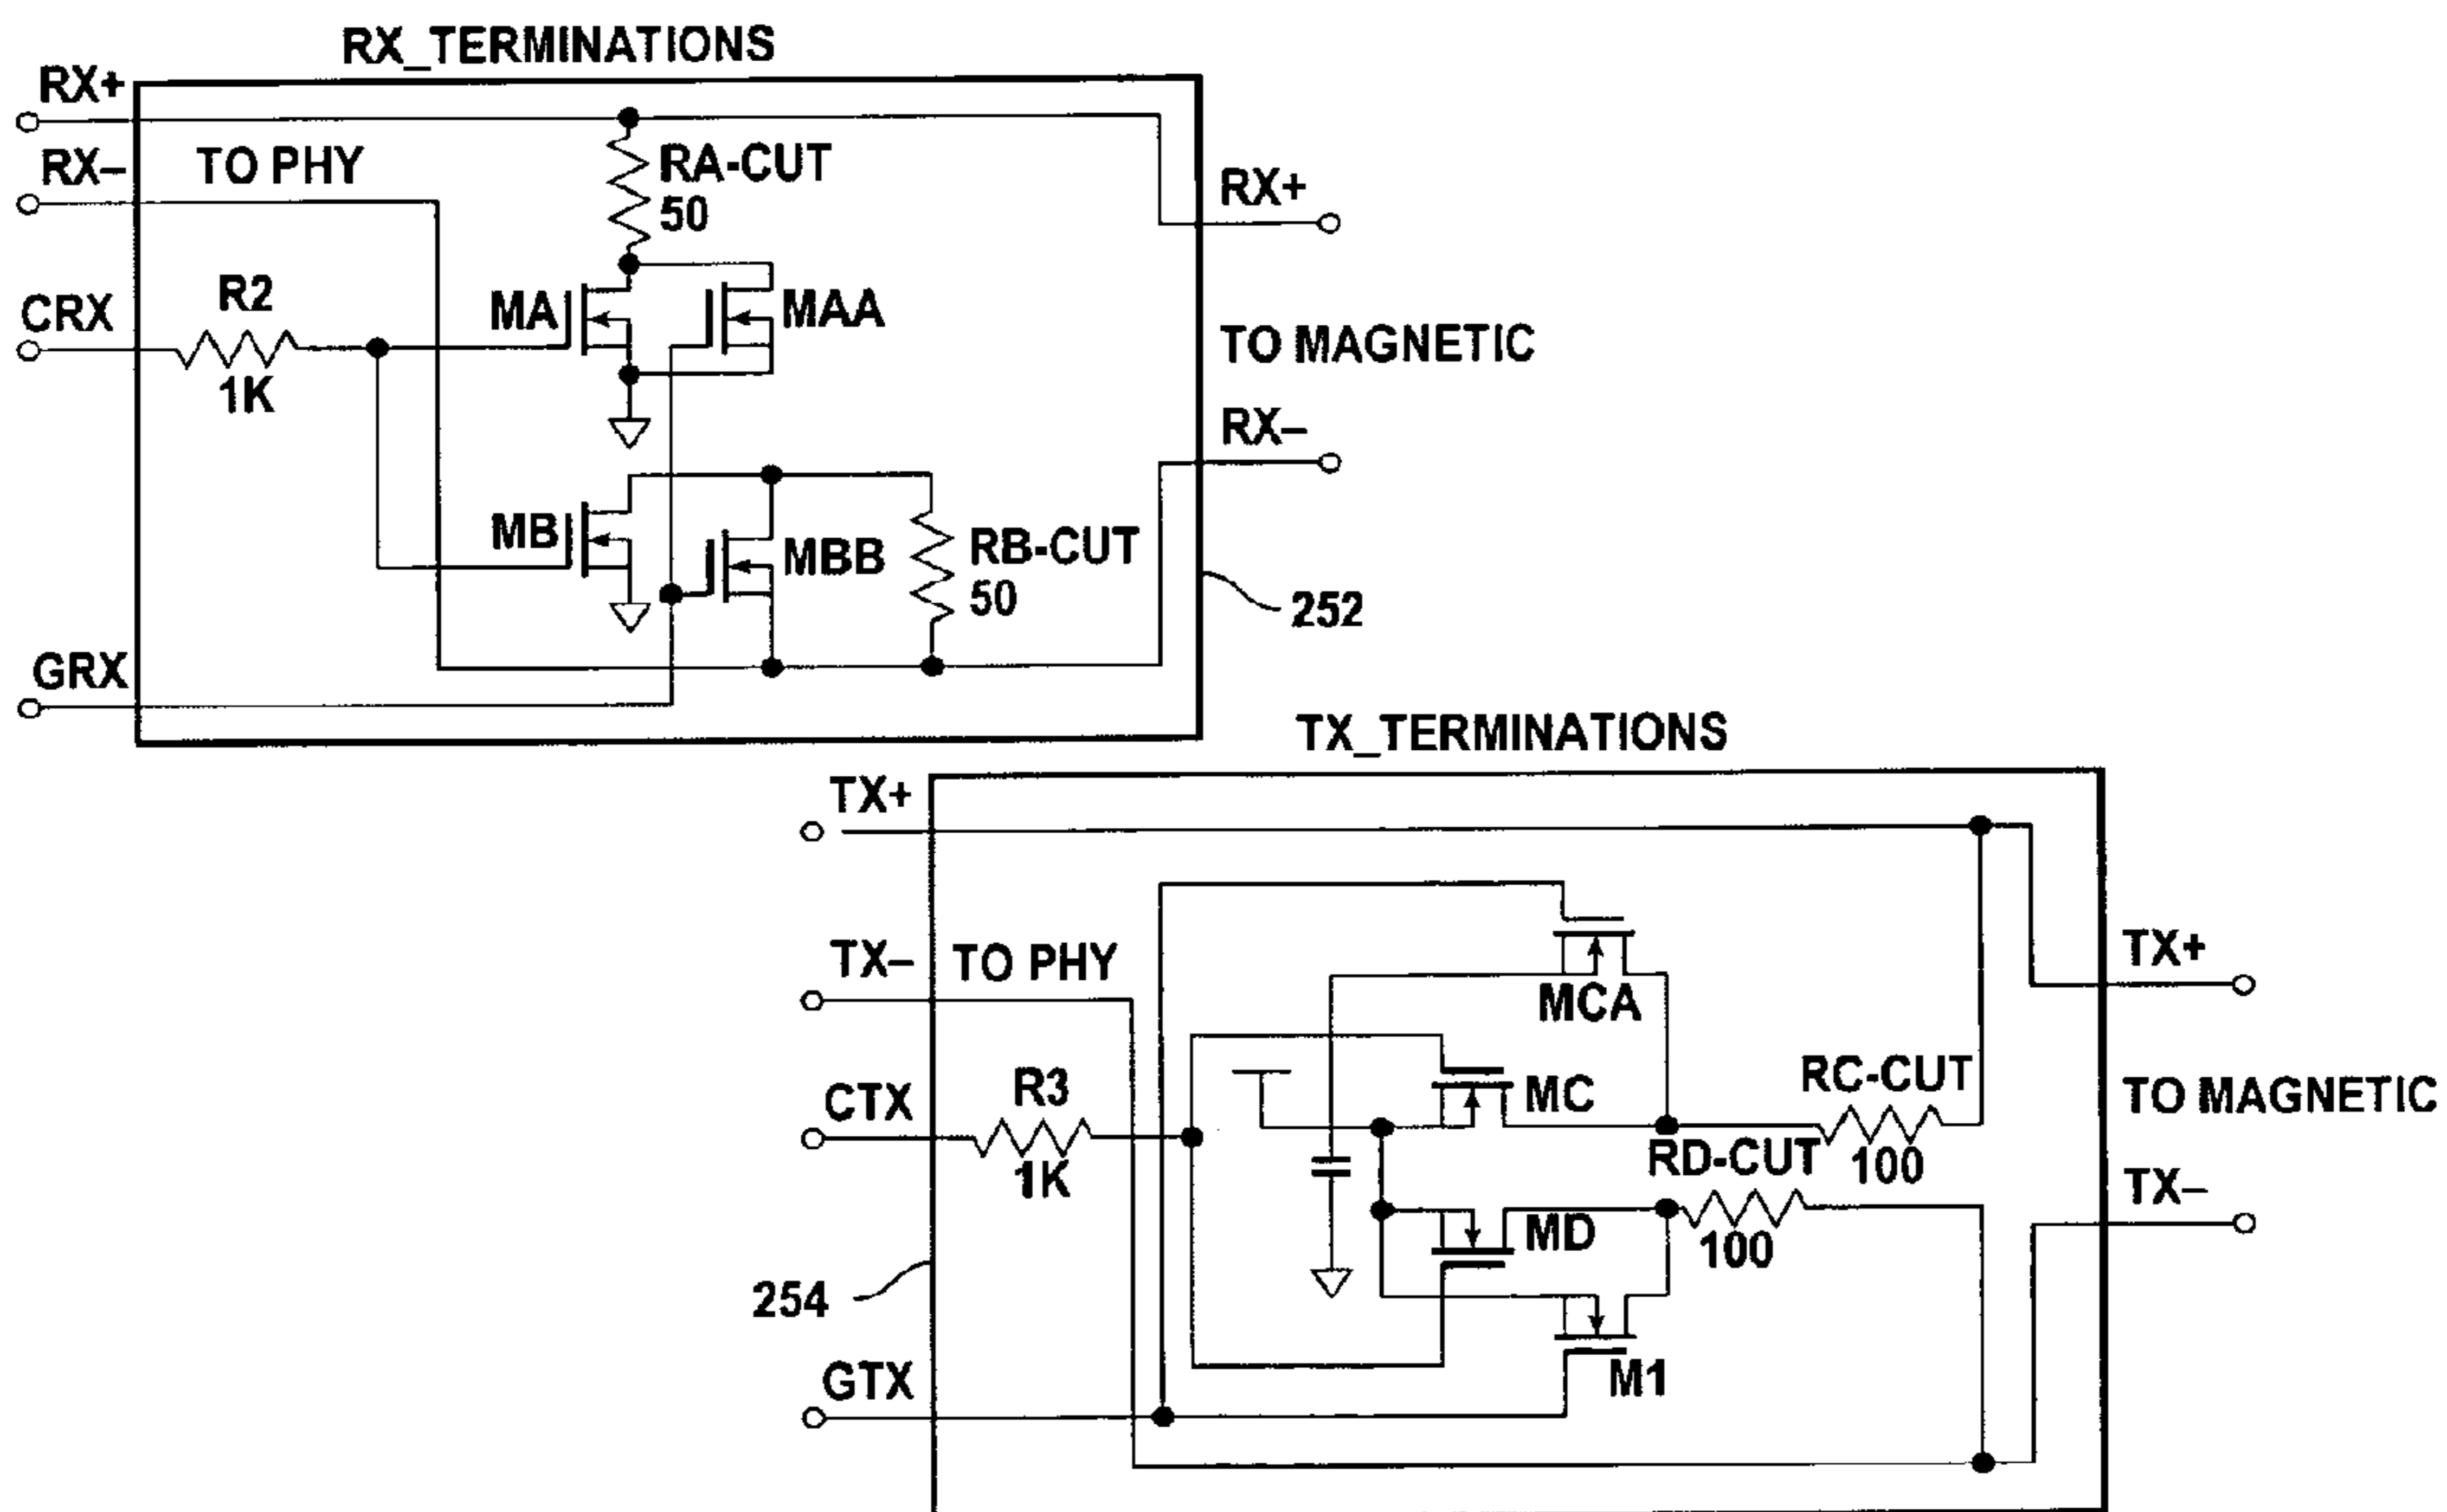 RX_TERMINATIONS
RX+
RX–
TO PHY
RA-CUT
50
RX+
CRX
R2
1K
MA
MAA
TO MAGNETIC
RX–
MB
MBB
RB-CUT
50
252
GRX
TX_TERMINATIONS
TX+
TX–
TO PHY
MCA
TX+
CTX
R3
1K
MC
RC-CUT
100
TO MAGNETIC
RD-CUT
100
MD
TX–
254
GTX
M1